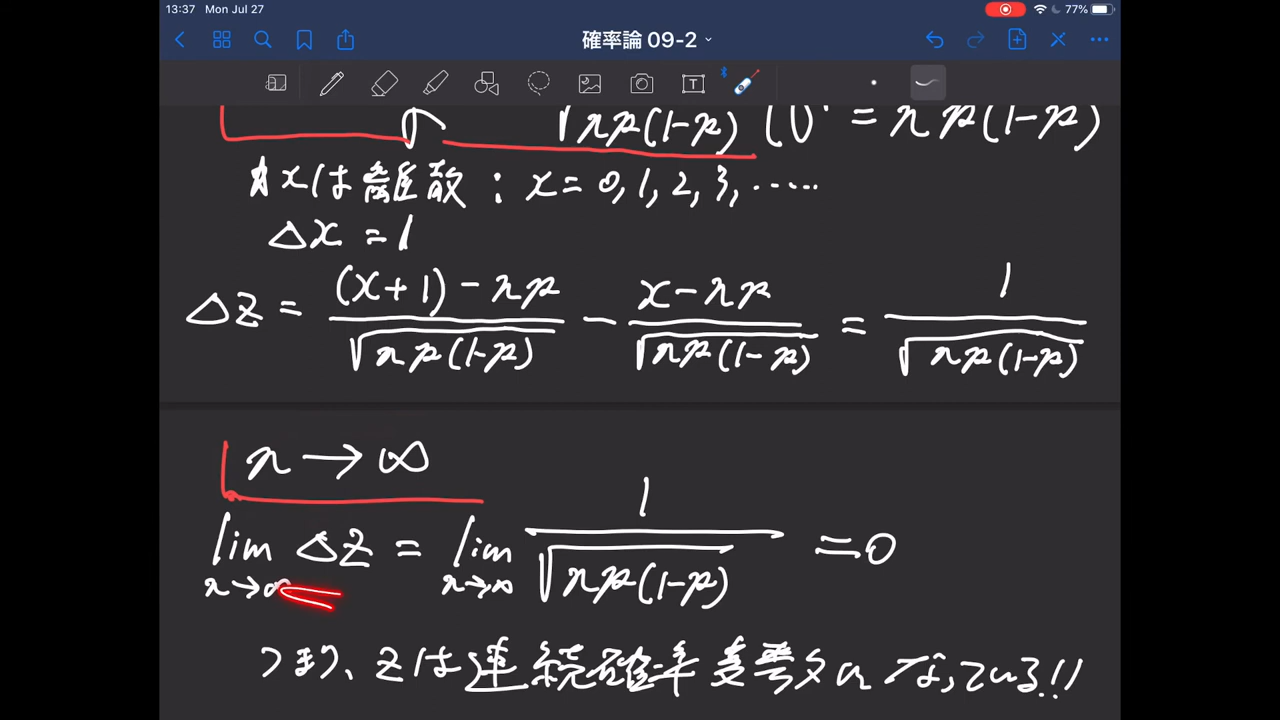 13:37 Mon Jul 27
77%
確率論 09-2
T
√np(1-p) = np(1-p)
xは離散 : x = 0, 1, 2, 3, ……
Δx = 1
Δz = (x+1) - np / √np(1-p) - x - np / √np(1-p) = 1 / √np(1-p)
n → ∞
lim n→∞ Δz = lim n→∞ 1 / √np(1-p) = 0
つまり、zは連続確率変数になっている!!